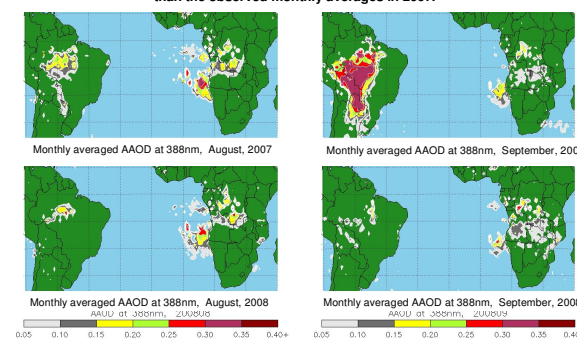 than the observed monthly averages in 2007.
Monthly averaged AAOD at 388nm, August, 2007
Monthly averaged AAOD at 388nm, September, 200
Monthly averaged AAOD at 388nm, August, 2008
Monthly averaged AAOD at 388nm, September, 200
AAOD at 388nm, 200808
AAOD at 388nm, 200809
0.05 0.10 0.15 0.20 0.25 0.30 0.35 0.40+
0.05 0.10 0.15 0.20 0.25 0.30 0.35 0.40